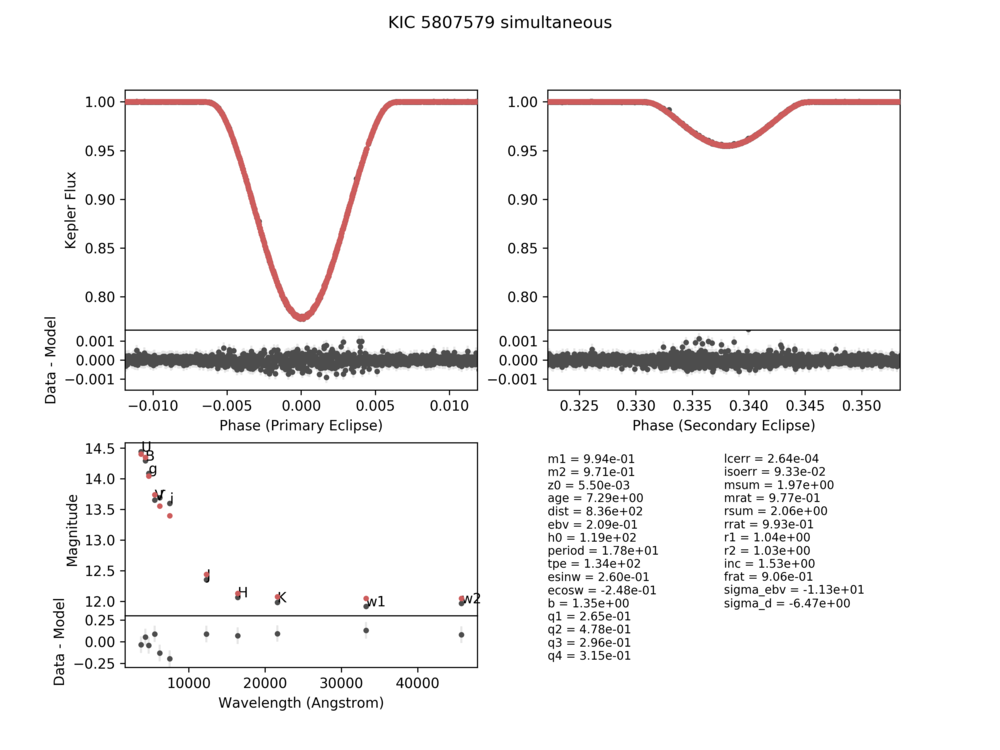 KIC 5807579 simultaneous
1.00
0.95
0.90
0.85
0.80
Kepler Flux
0.001
0.000
−0.001
Data - Model
−0.010
−0.005
0.000
0.005
0.010
Phase (Primary Eclipse)
1.00
0.95
0.90
0.85
0.80
0.001
0.000
−0.001
0.325
0.330
0.335
0.340
0.345
0.350
Phase (Secondary Eclipse)
14.5
14.0
13.5
13.0
12.5
12.0
Magnitude
U
B
g
V
r
i
J
H
K
w1
w2
0.25
0.00
−0.25
Data - Model
10000
20000
30000
40000
Wavelength (Angstrom)
m1 = 9.94e-01
m2 = 9.71e-01
z0 = 5.50e-03
age = 7.29e+00
dist = 8.36e+02
ebv = 2.09e-01
h0 = 1.19e+02
period = 1.78e+01
tpe = 1.34e+02
esinw = 2.60e-01
ecosw = -2.48e-01
b = 1.35e+00
q1 = 2.65e-01
q2 = 4.78e-01
q3 = 2.96e-01
q4 = 3.15e-01
lcerr = 2.64e-04
isoerr = 9.33e-02
msum = 1.97e+00
mrat = 9.77e-01
rsum = 2.06e+00
rrat = 9.93e-01
r1 = 1.04e+00
r2 = 1.03e+00
inc = 1.53e+00
frat = 9.06e-01
sigma_ebv = -1.13e+01
sigma_d = -6.47e+00